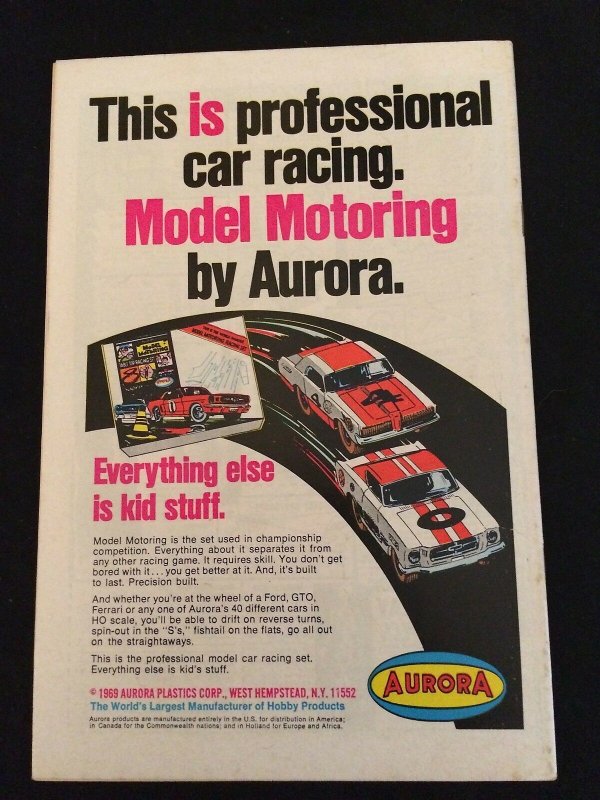 This is professional
car racing.
Model Motoring
by Aurora.
MODEL MOTORING
Everything else
is kid stuff.
Model Motoring is the set used in championship
competition. Everything about it separates it from
any other racing game. It requires skill. You don't get
bored with it...you get better at it. And, it's built
to last. Precision built.
And whether you're at the wheel of a Ford, GTO,
Ferrari or any one of Aurora's 40 different cars in
HO scale, you'll be able to drift on reverse turns,
spin-out in the "S's," fishtail on the flats, go all out
on the straightaways.
This is the professional model car racing set.
Everything else is kid's stuff.
© 1969 AURORA PLASTICS CORP., WEST HEMPSTEAD, N.Y. 11552
The World's Largest Manufacturer of Hobby Products
Aurora products are manufactured entirely in the U.S. for distribution in America;
in Canada for the Commonwealth nations; and in Holland for Europe and Africa.
AURORA
4
0
1